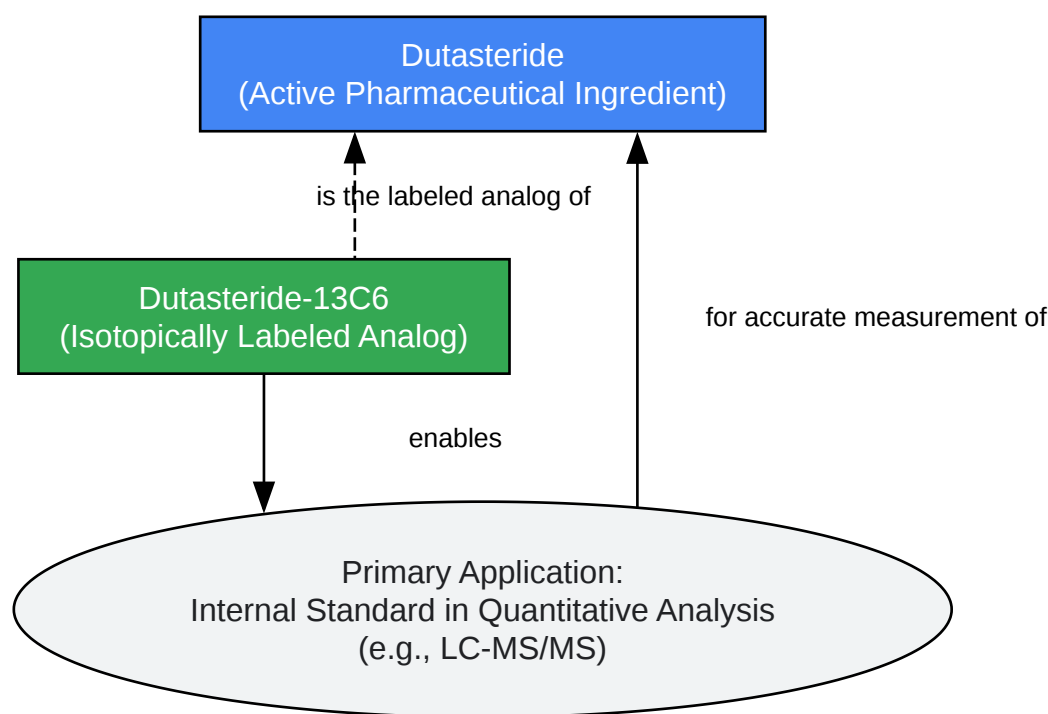 Dutasteride
(Active Pharmaceutical Ingredient)
is the labeled analog of
Dutasteride-13C6
(Isotopically Labeled Analog)
for accurate measurement of
enables
Primary Application:
Internal Standard in Quantitative Analysis
(e.g., LC-MS/MS)